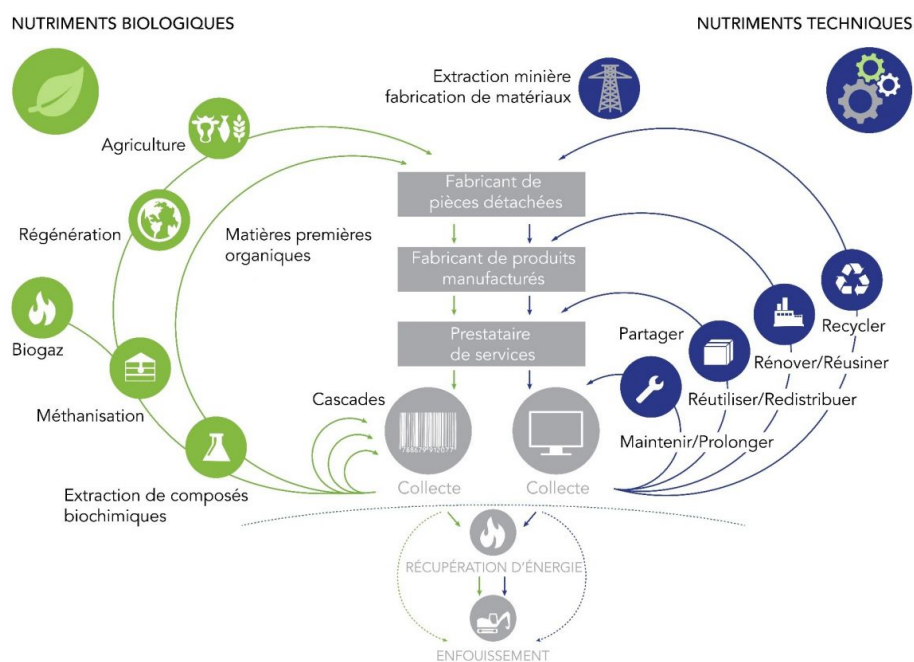 NUTRIMENTS BIOLOGIQUES
NUTRIMENTS TECHNIQUES
Extraction minière
fabrication de matériaux
Agriculture
Fabricant de
pièces détachées
Régénération
Matières premières
organiques
Fabricant de produits
manufacturés
Biogaz
Prestataire
de services
Partager
Recycler
Rénover/Réusiner
Méthanisation
Cascades
Réutiliser/Redistribuer
Maintenir/Prolonger
788679912077
Extraction de composés
biochimiques
Collecte
Collecte
RÉCUPÉRATION D'ÉNERGIE
ENFOUISSEMENT